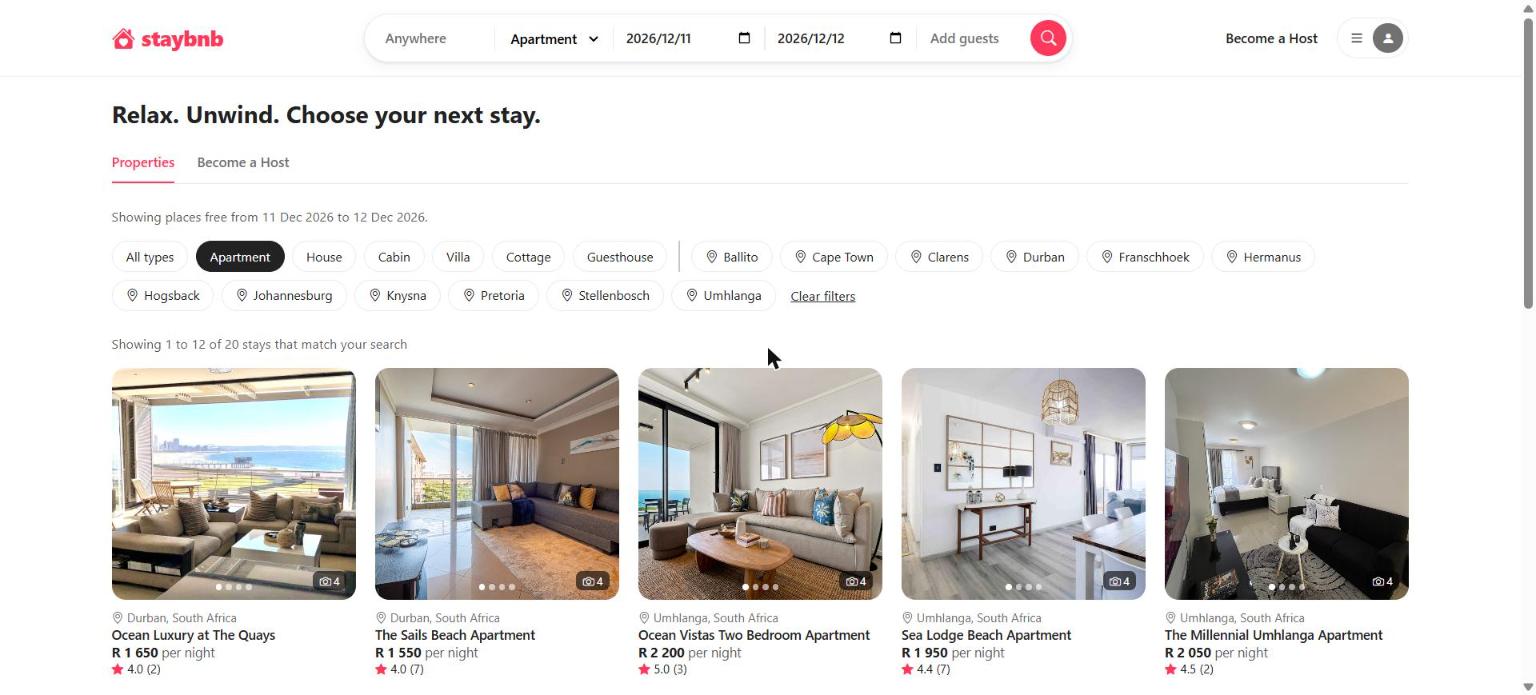 staybnb
Anywhere
Apartment
2026/12/11
2026/12/12
Add guests
Become a Host
Relax. Unwind. Choose your next stay.
Properties
Become a Host
Showing places free from 11 Dec 2026 to 12 Dec 2026.
All types
Apartment
House
Cabin
Villa
Cottage
Guesthouse
Ballito
Cape Town
Clarens
Durban
Franschhoek
Hermanus
Hogsback
Johannesburg
Knysna
Pretoria
Stellenbosch
Umhlanga
Clear filters
Showing 1 to 12 of 20 stays that match your search
4
Durban, South Africa
Ocean Luxury at The Quays
R 1 650 per night
4.0 (2)
4
Durban, South Africa
The Sails Beach Apartment
R 1 550 per night
4.0 (7)
4
Umhlanga, South Africa
Ocean Vistas Two Bedroom Apartment
R 2 200 per night
5.0 (3)
4
Umhlanga, South Africa
Sea Lodge Beach Apartment
R 1 950 per night
4.4 (7)
4
Umhlanga, South Africa
The Millennial Umhlanga Apartment
R 2 050 per night
4.5 (2)